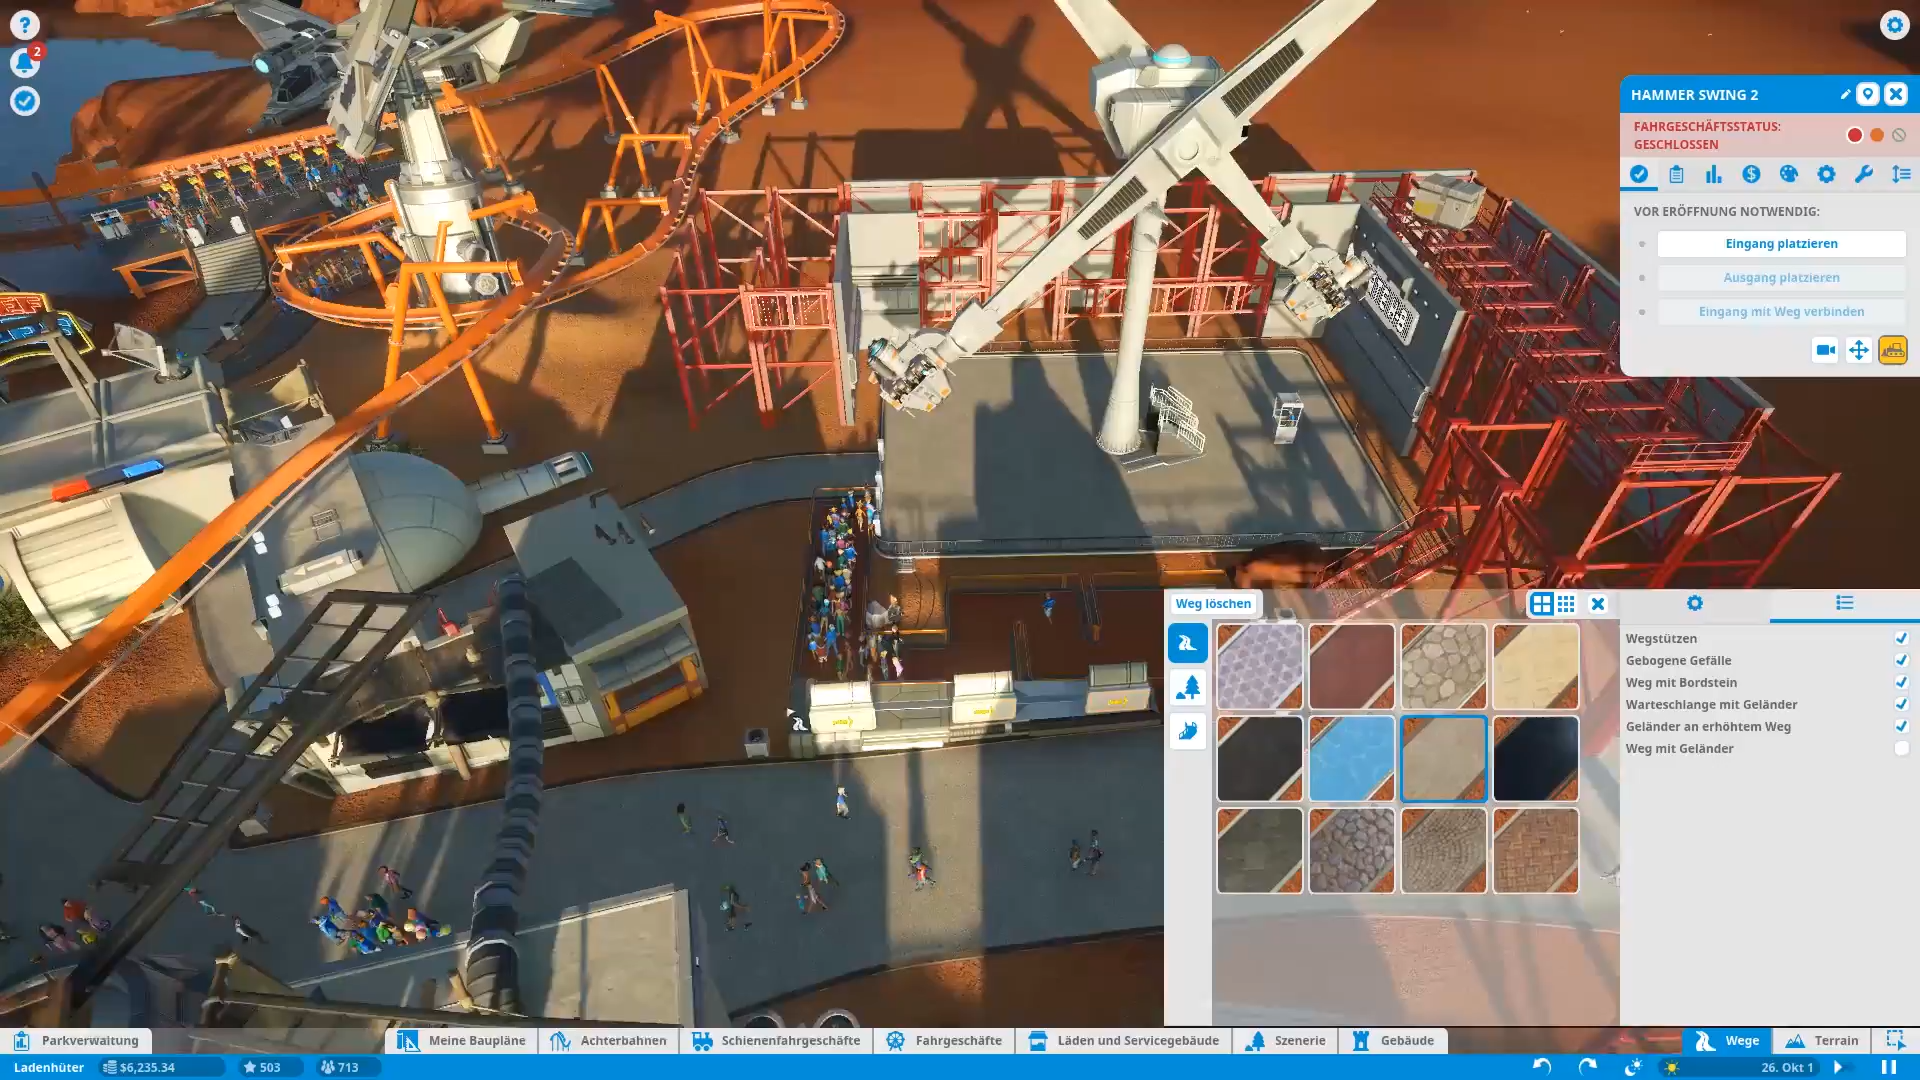 ?
2
HAMMER SWING 2
FAHRGESCHÄFTSSTATUS:
GESCHLOSSEN
VOR ERÖFFNUNG NOTWENDIG:
Eingang platzieren
Ausgang platzieren
Eingang mit Weg verbinden
Weg löschen
Wegstützen
Gebogene Gefälle
Weg mit Bordstein
Warteschlange mit Geländer
Geländer an erhöhtem Weg
Weg mit Geländer
Parkverwaltung
Meine Baupläne
Achterbahnen
Schienenfahrgeschäfte
Fahrgeschäfte
Läden und Servicegebäude
Szenerie
Gebäude
Wege
Terrain
Ladenhüter
$6,235.34
503
713
26. Okt 1